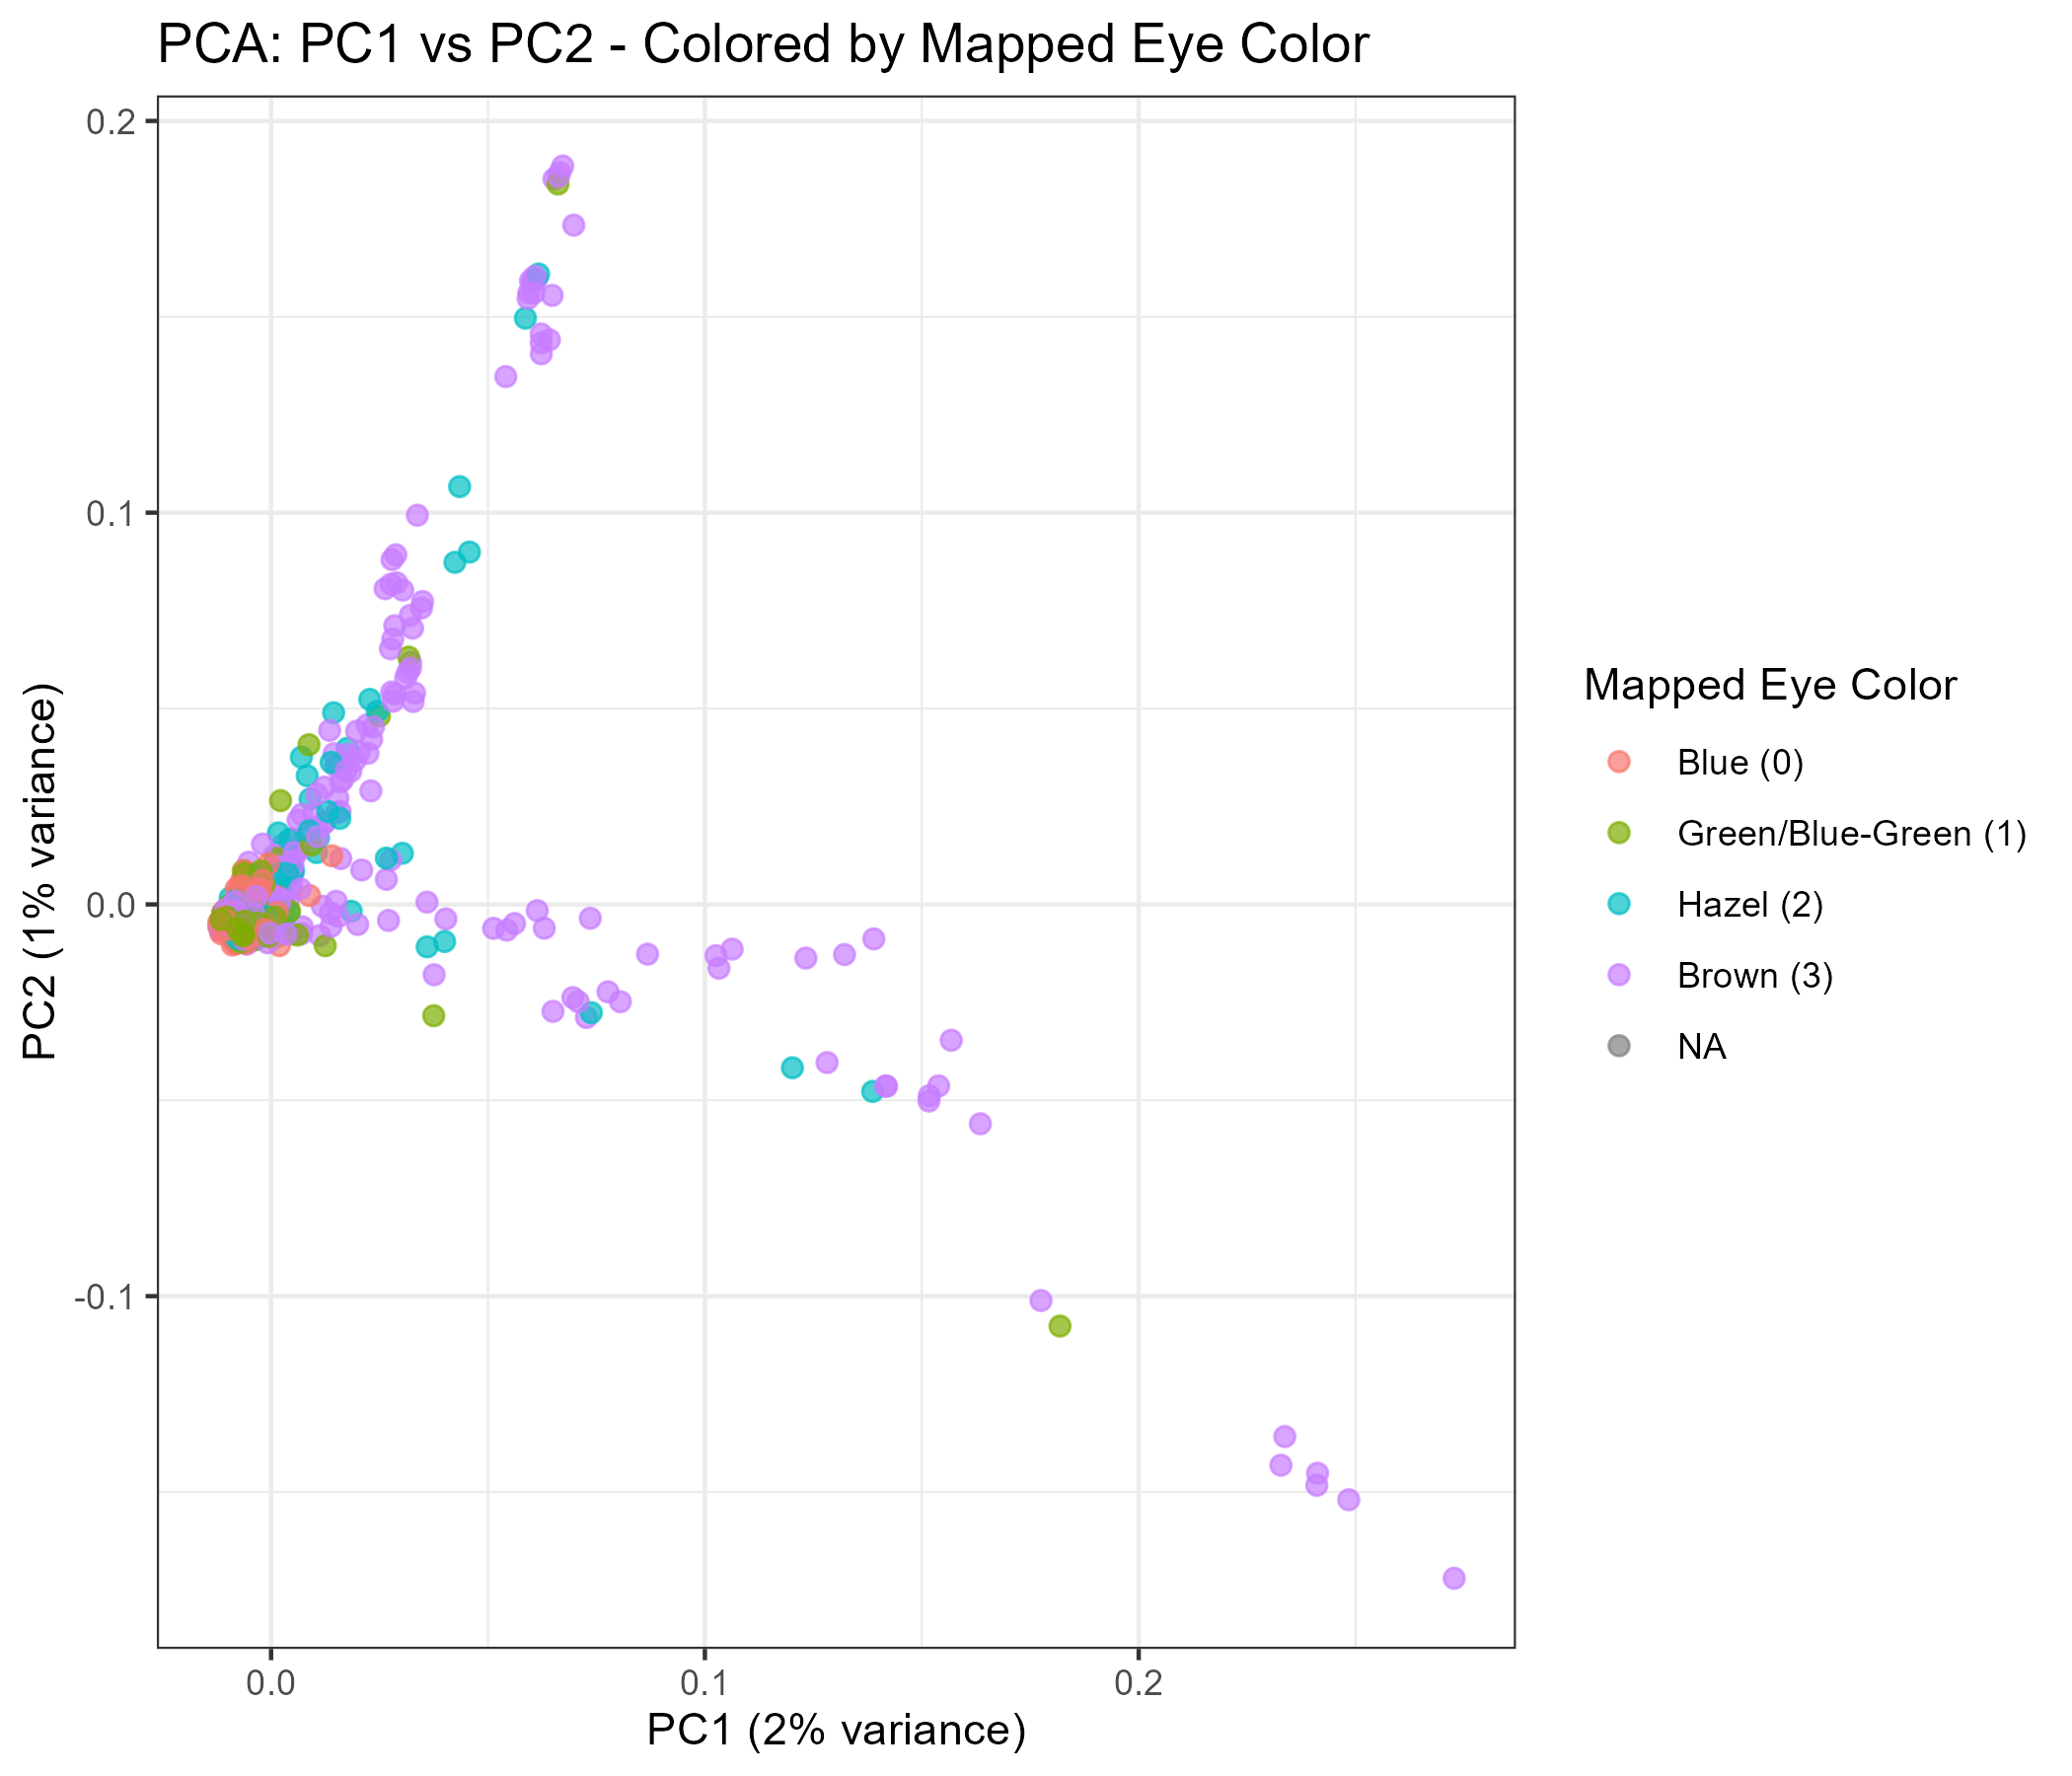 PCA: PC1 vs PC2 - Colored by Mapped Eye Color
0.2
0.1
0.0
-0.1
PC2 (1% variance)
0.0
0.1
0.2
PC1 (2% variance)
Mapped Eye Color
Blue (0)
Green/Blue-Green (1)
Hazel (2)
Brown (3)
NA